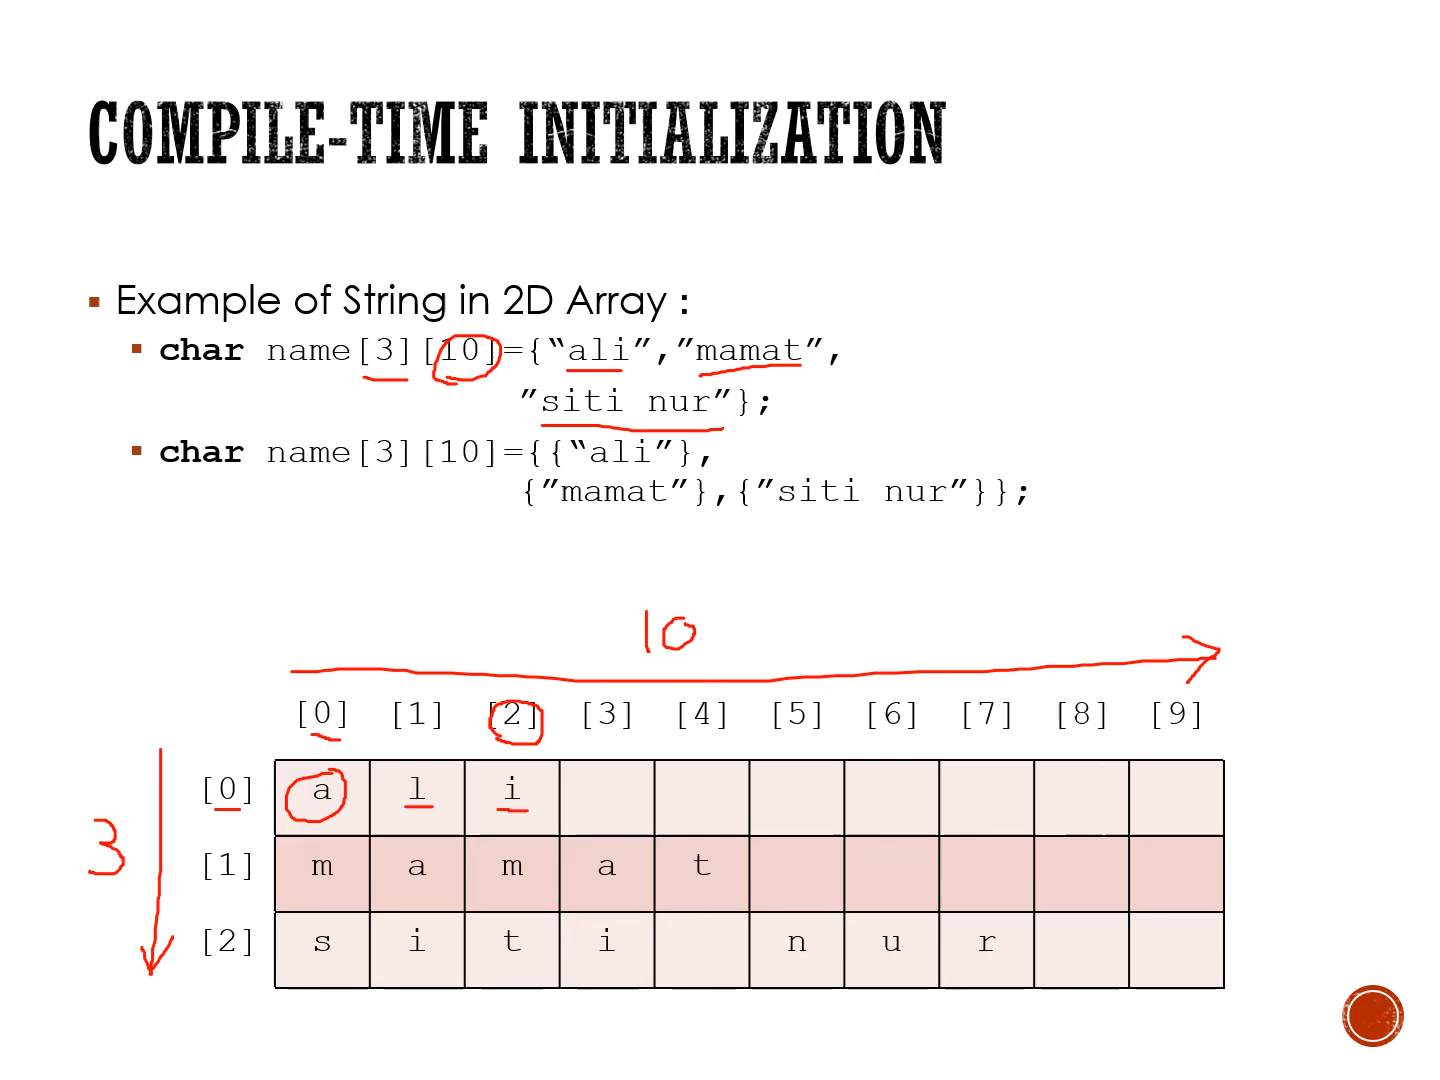 COMPILE-TIME INITIALIZATION
▪ Example of String in 2D Array :
▪ char name[3][10]={“ali”,”mamat”,
”siti nur”};
▪ char name[3][10]={{“ali”},
{”mamat”},{”siti nur”}};
10
[0] [1] [2] [3] [4] [5] [6] [7] [8] [9]
[0] a l i
3
[1] m a m a t
[2] s i t i n u r